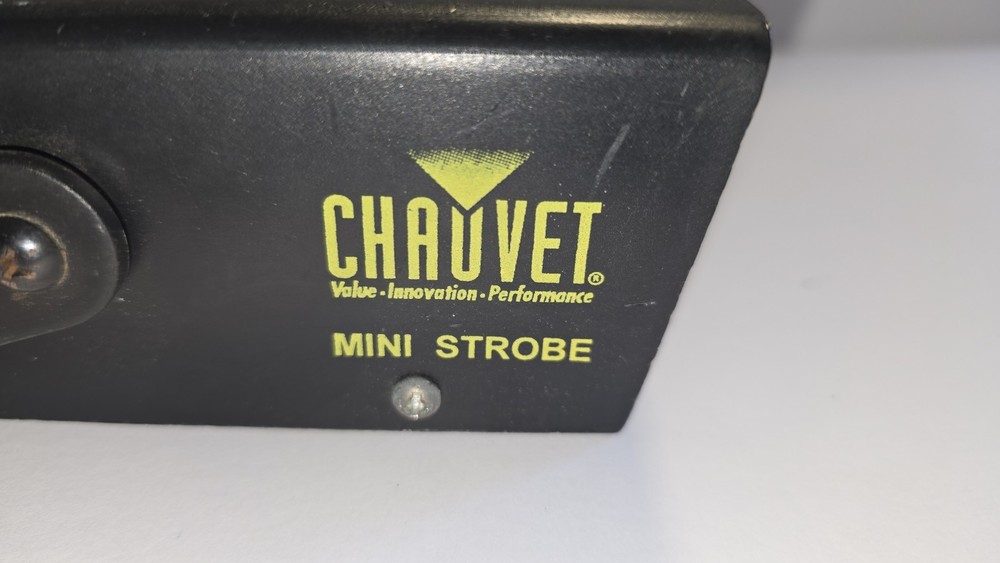 CHAUVET®
Value · Innovation · Performance
MINI STROBE